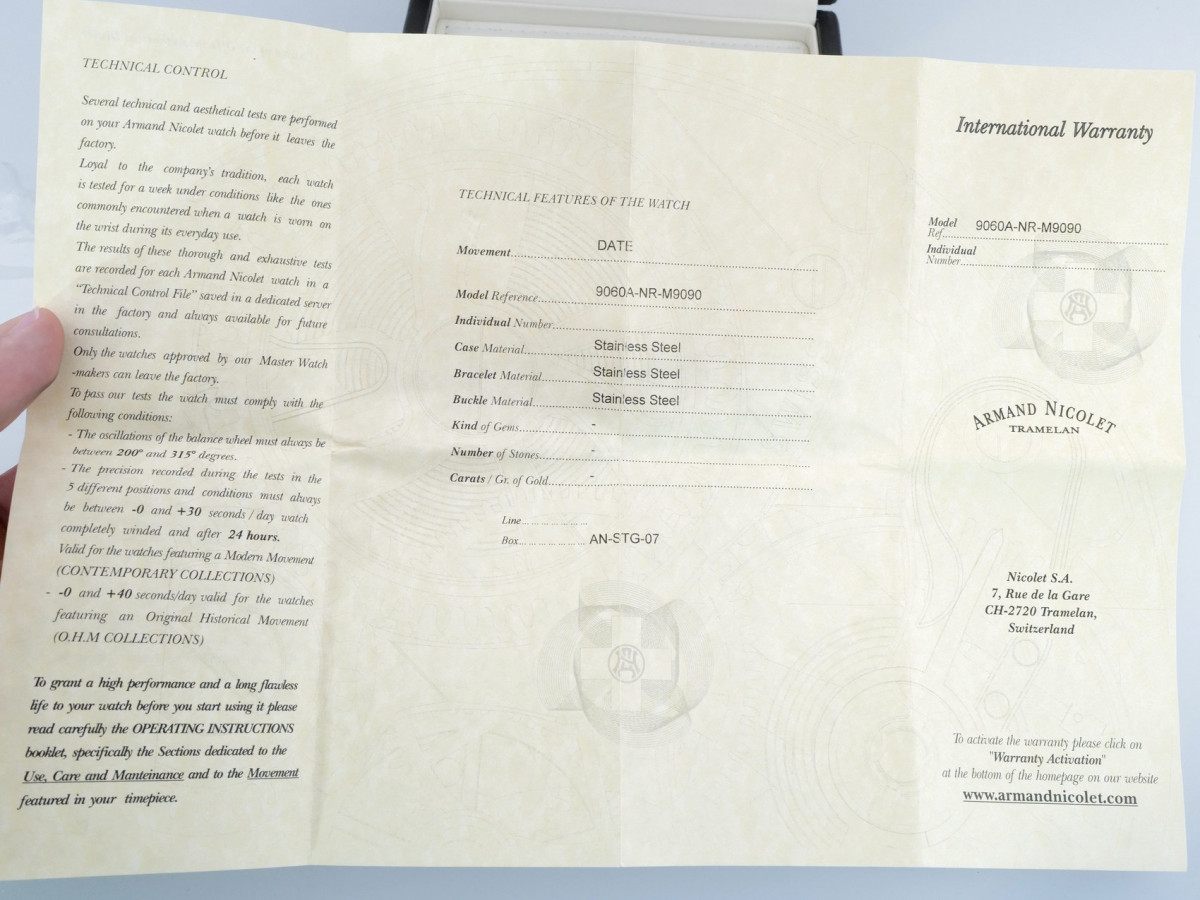 TECHNICAL CONTROL
Several technical and aesthetical tests are performed
on your Armand Nicolet watch before it leaves the
factory.
Loyal to the company's tradition, each watch
is tested for a week under conditions like the ones
commonly encountered when a watch is worn on
the wrist during its everyday use.
The results of these thorough and exhaustive tests
are recorded for each Armand Nicolet watch in a
"Technical Control File" saved in a dedicated server
in the factory and always available for future
consultations.
Only the watches approved by our Master Watch
-makers can leave the factory.
To pass our tests the watch must comply with the
following conditions:
- The oscillations of the balance wheel must always be
between 200° and 315° degrees.
- The precision recorded during the tests in the
5 different positions and conditions must always
be between -0 and +30 seconds / day watch
completely winded and after 24 hours.
Valid for the watches featuring a Modern Movement
(CONTEMPORARY COLLECTIONS)
- -0 and +40 seconds/day valid for the watches
featuring an Original Historical Movement
(O.H.M COLLECTIONS)
To grant a high performance and a long flawless
life to your watch before you start using it please
read carefully the OPERATING INSTRUCTIONS
booklet, specifically the Sections dedicated to the
Use, Care and Manteinance and to the Movement
featured in your timepiece.
TECHNICAL FEATURES OF THE WATCH
Movement DATE
Model Reference 9060A-NR-M9090
Individual Number
Case Material Stainless Steel
Bracelet Material Stainless Steel
Buckle Material Stainless Steel
Kind of Gems -
Number of Stones -
Carats / Gr. of Gold -
Line
Box AN-STG-07
International Warranty
Model
Ref. 9060A-NR-M9090
Individual
Number
ARMAND NICOLET
TRAMELAN
Nicolet S.A.
7, Rue de la Gare
CH-2720 Tramelan,
Switzerland
To activate the warranty please click on
"Warranty Activation"
at the bottom of the homepage on our website
www.armandnicolet.com